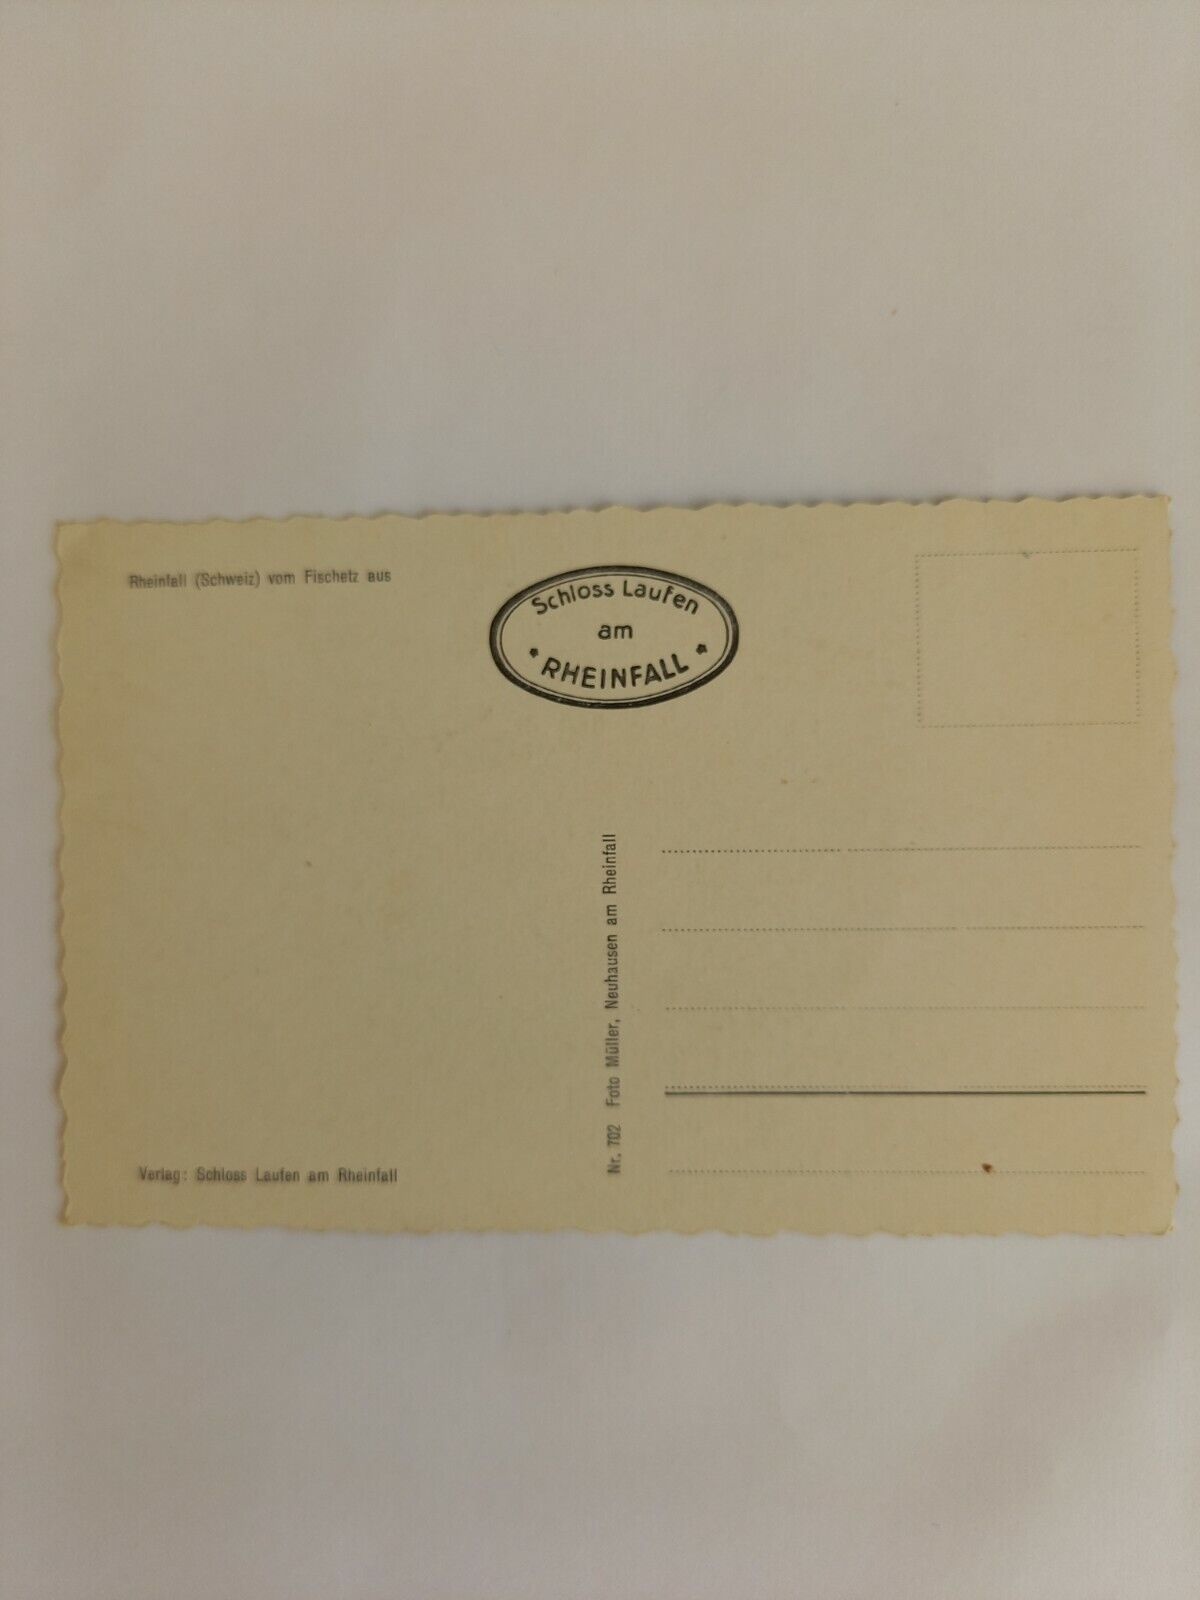 Rheinfall (Schweiz) vom Fischetz aus
Schloss Laufen
am
* RHEINFALL *
Nr. 702 Foto Müller, Neuhausen am Rheinfall
Verlag: Schloss Laufen am Rheinfall